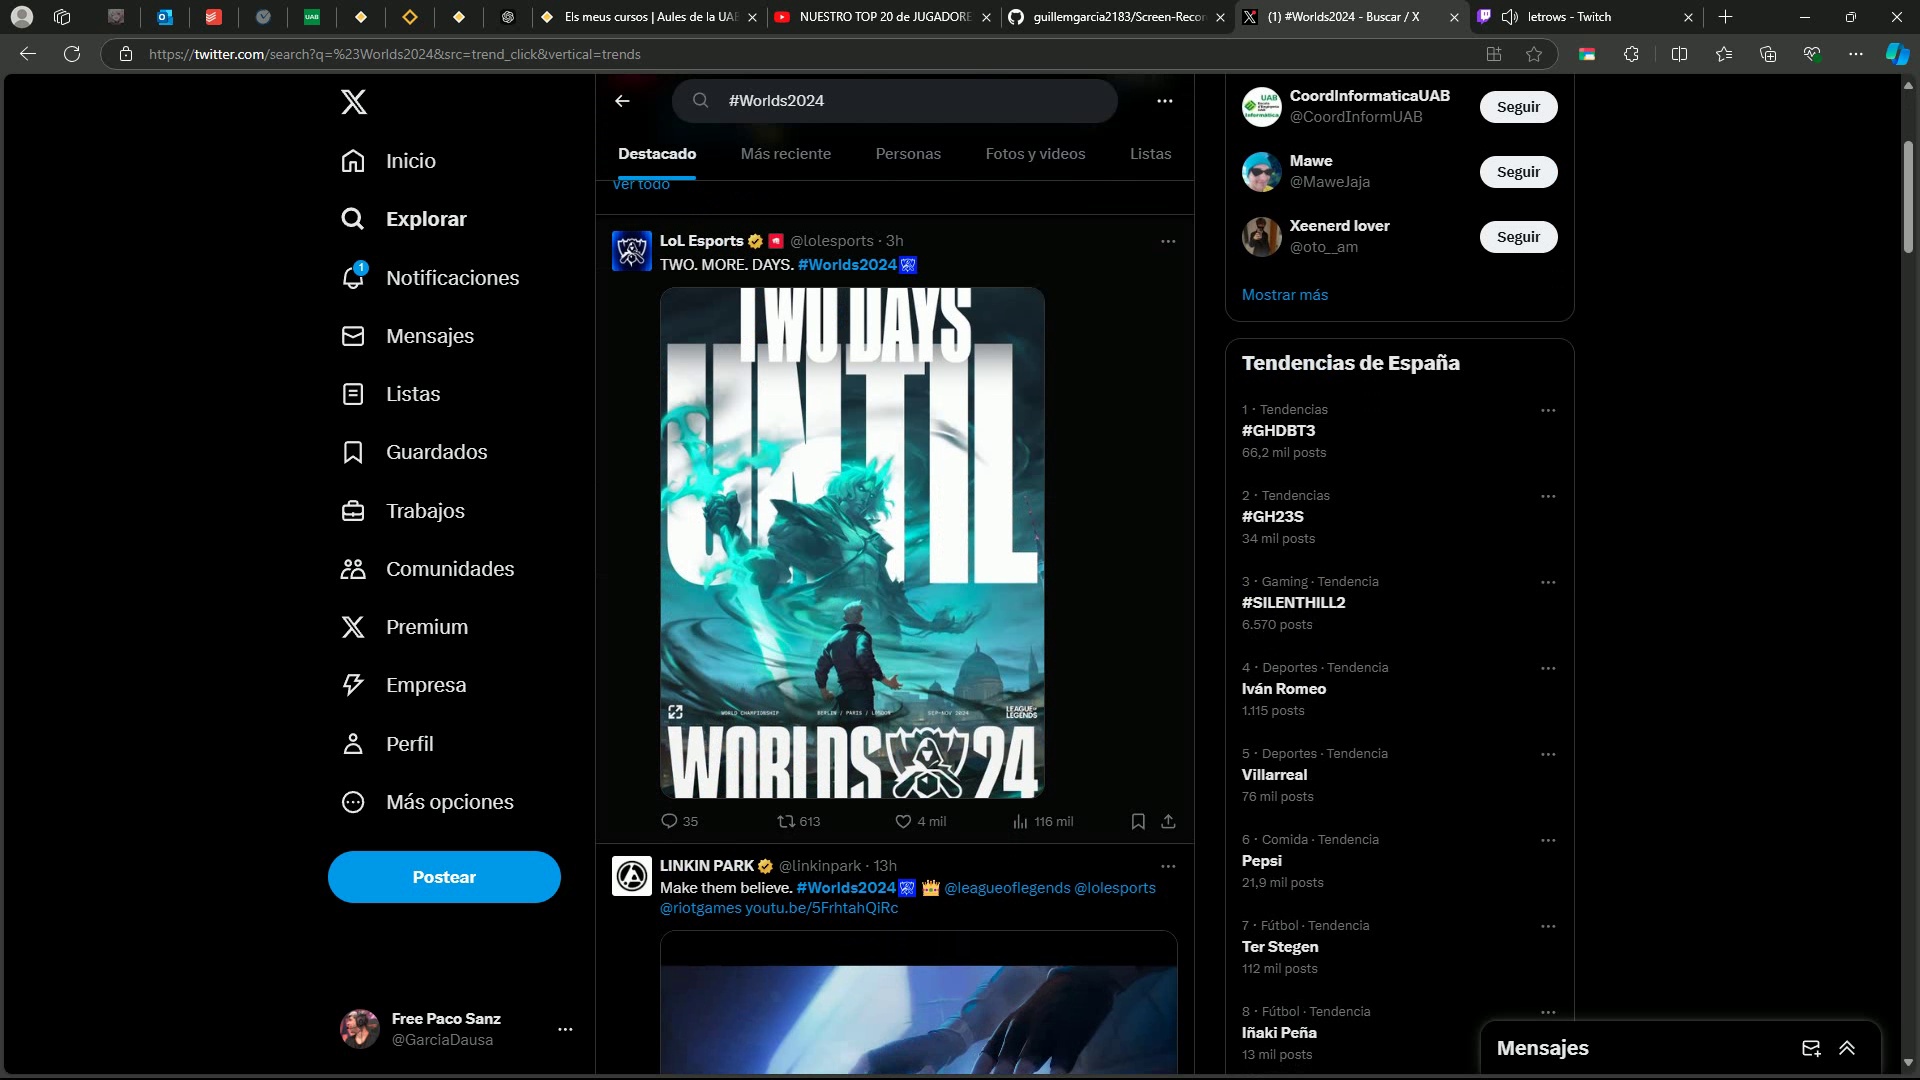 Els meus cursos | Aules de la UAB
NUESTRO TOP 20 de JUGADORE
guillemgarcia2183/Screen-Recor
(1) #Worlds2024 - Buscar / X
letrows - Twitch
https://twitter.com/search?q=%23Worlds2024&src=trend_click&vertical=trends
Inicio
Explorar
1
Notificaciones
Mensajes
Listas
Guardados
Trabajos
Comunidades
Premium
Empresa
Perfil
Más opciones
Postear
Free Paco Sanz
@GarciaDausa
#Worlds2024
Destacado Más reciente Personas Fotos y videos Listas
Ver todo
LoL Esports @lolesports · 3h
TWO. MORE. DAYS. #Worlds2024
TWO DAYS
UNTIL
WORLD CHAMPIONSHIP BERLIN / PARIS / LONDON SEP-NOV 2024 LEAGUE OF LEGENDS
WORLDS 24
35 613 4 mil 116 mil
LINKIN PARK @linkinpark · 13h
Make them believe. #Worlds2024 @leagueoflegends @lolesports
@riotgames youtu.be/5FrhtahQiRc
UAB
CoordInformaticaUAB
@CoordInformUAB
Seguir
Mawe
@MaweJaja
Seguir
Xeenerd lover
@oto__am
Seguir
Mostrar más
Tendencias de España
1 · Tendencias
#GHDBT3
66,2 mil posts
2 · Tendencias
#GH23S
34 mil posts
3 · Gaming · Tendencia
#SILENTHILL2
6.570 posts
4 · Deportes · Tendencia
Iván Romeo
1.115 posts
5 · Deportes · Tendencia
Villarreal
76 mil posts
6 · Comida · Tendencia
Pepsi
21,9 mil posts
7 · Fútbol · Tendencia
Ter Stegen
112 mil posts
8 · Fútbol · Tendencia
Iñaki Peña
13 mil posts
Mensajes